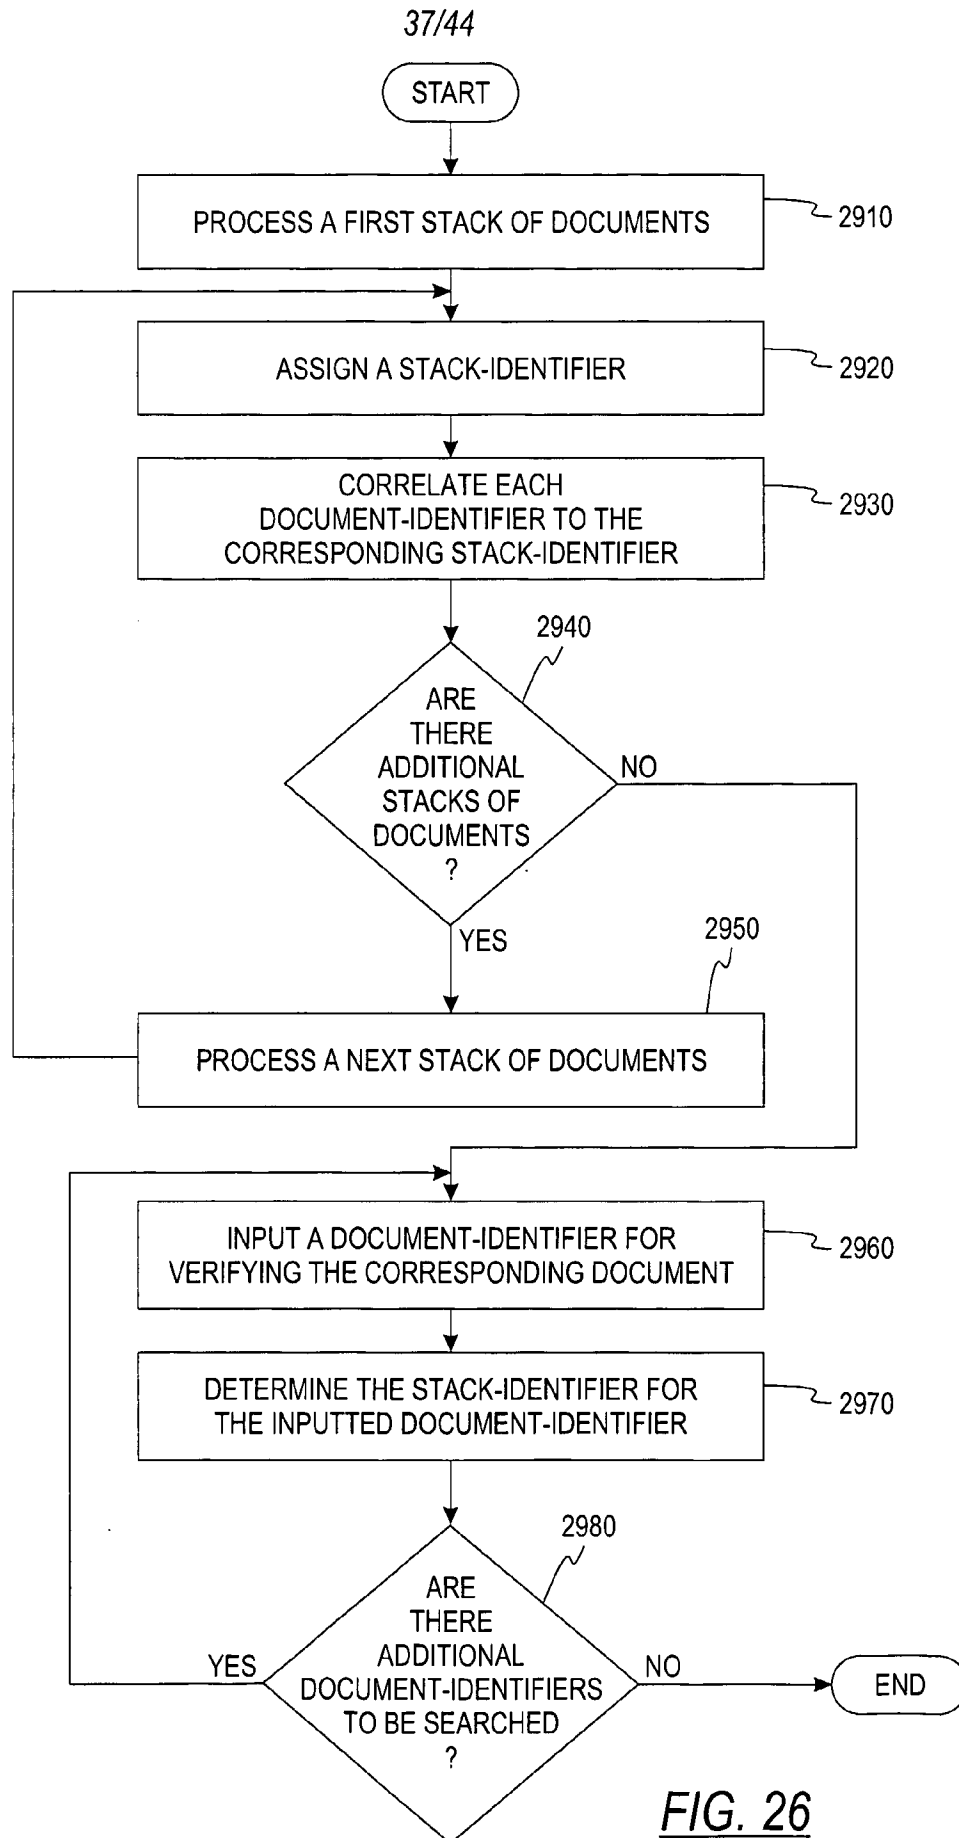 37/44
START
PROCESS A FIRST STACK OF DOCUMENTS
2910
ASSIGN A STACK-IDENTIFIER
2920
CORRELATE EACH
DOCUMENT-IDENTIFIER TO THE
CORRESPONDING STACK-IDENTIFIER
2930
2940
ARE
THERE
ADDITIONAL
STACKS OF
DOCUMENTS
?
NO
YES
2950
PROCESS A NEXT STACK OF DOCUMENTS
INPUT A DOCUMENT-IDENTIFIER FOR
VERIFYING THE CORRESPONDING DOCUMENT
2960
DETERMINE THE STACK-IDENTIFIER FOR
THE INPUTTED DOCUMENT-IDENTIFIER
2970
2980
ARE
THERE
ADDITIONAL
DOCUMENT-IDENTIFIERS
TO BE SEARCHED
?
YES
NO
END
FIG. 26